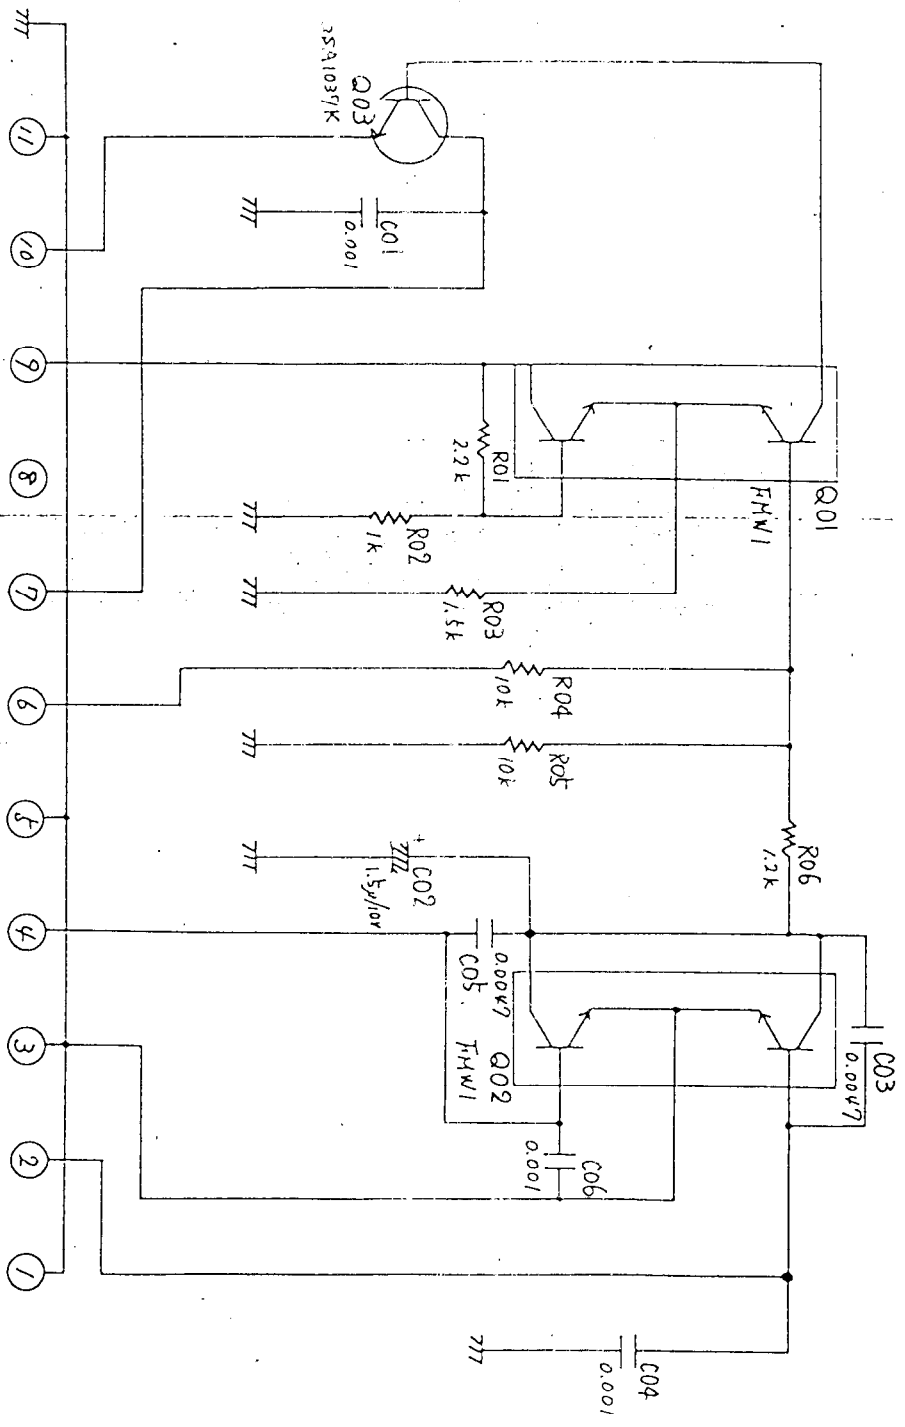 Q03
2SA1037K
C01
0.001
Q01
FMW1
R01
2.2k
R02
1k
R03
1.5k
R04
10k
R05
10k
R06
1.2k
C02
+
1.5μ/10V
C05
0.0047
Q02
FMW1
C03
0.0047
C06
0.001
C04
0.001
11
10
9
8
7
6
5
4
3
2
1